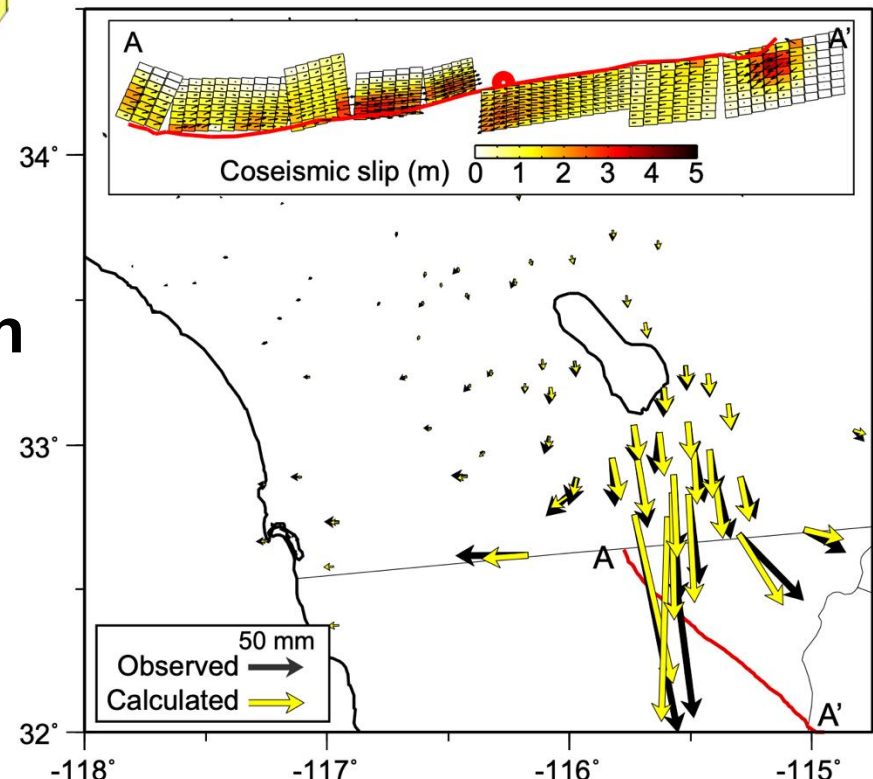 A A'
Coseismic slip (m) 0 1 2 3 4 5
34˚
n
33˚
A
50 mm
Observed
Calculated
A'
32˚
-118˚ -117˚ -116˚ -115˚